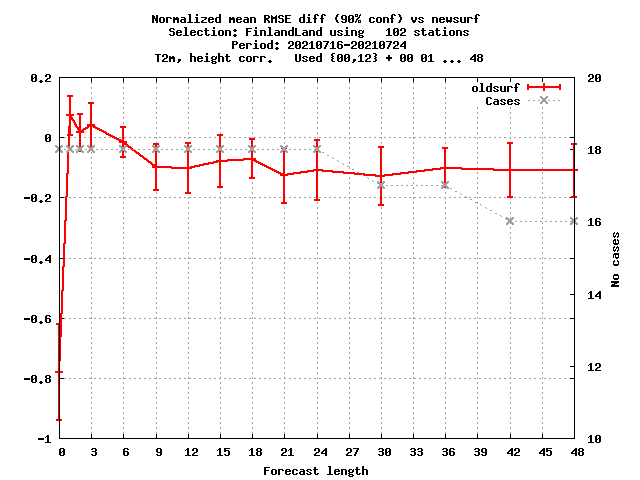 Normalized mean RMSE diff (90% conf) vs newsurf
Selection: FinlandLand using   102 stations
Period: 20210716-20210724
T2m, height corr.   Used {00,12} + 00 01 ... 48
0.2
0
-0.2
-0.4
-0.6
-0.8
-1
20
18
16
14
12
10
oldsurf
Cases
No cases
0 3 6 9 12 15 18 21 24 27 30 33 36 39 42 45 48
Forecast length